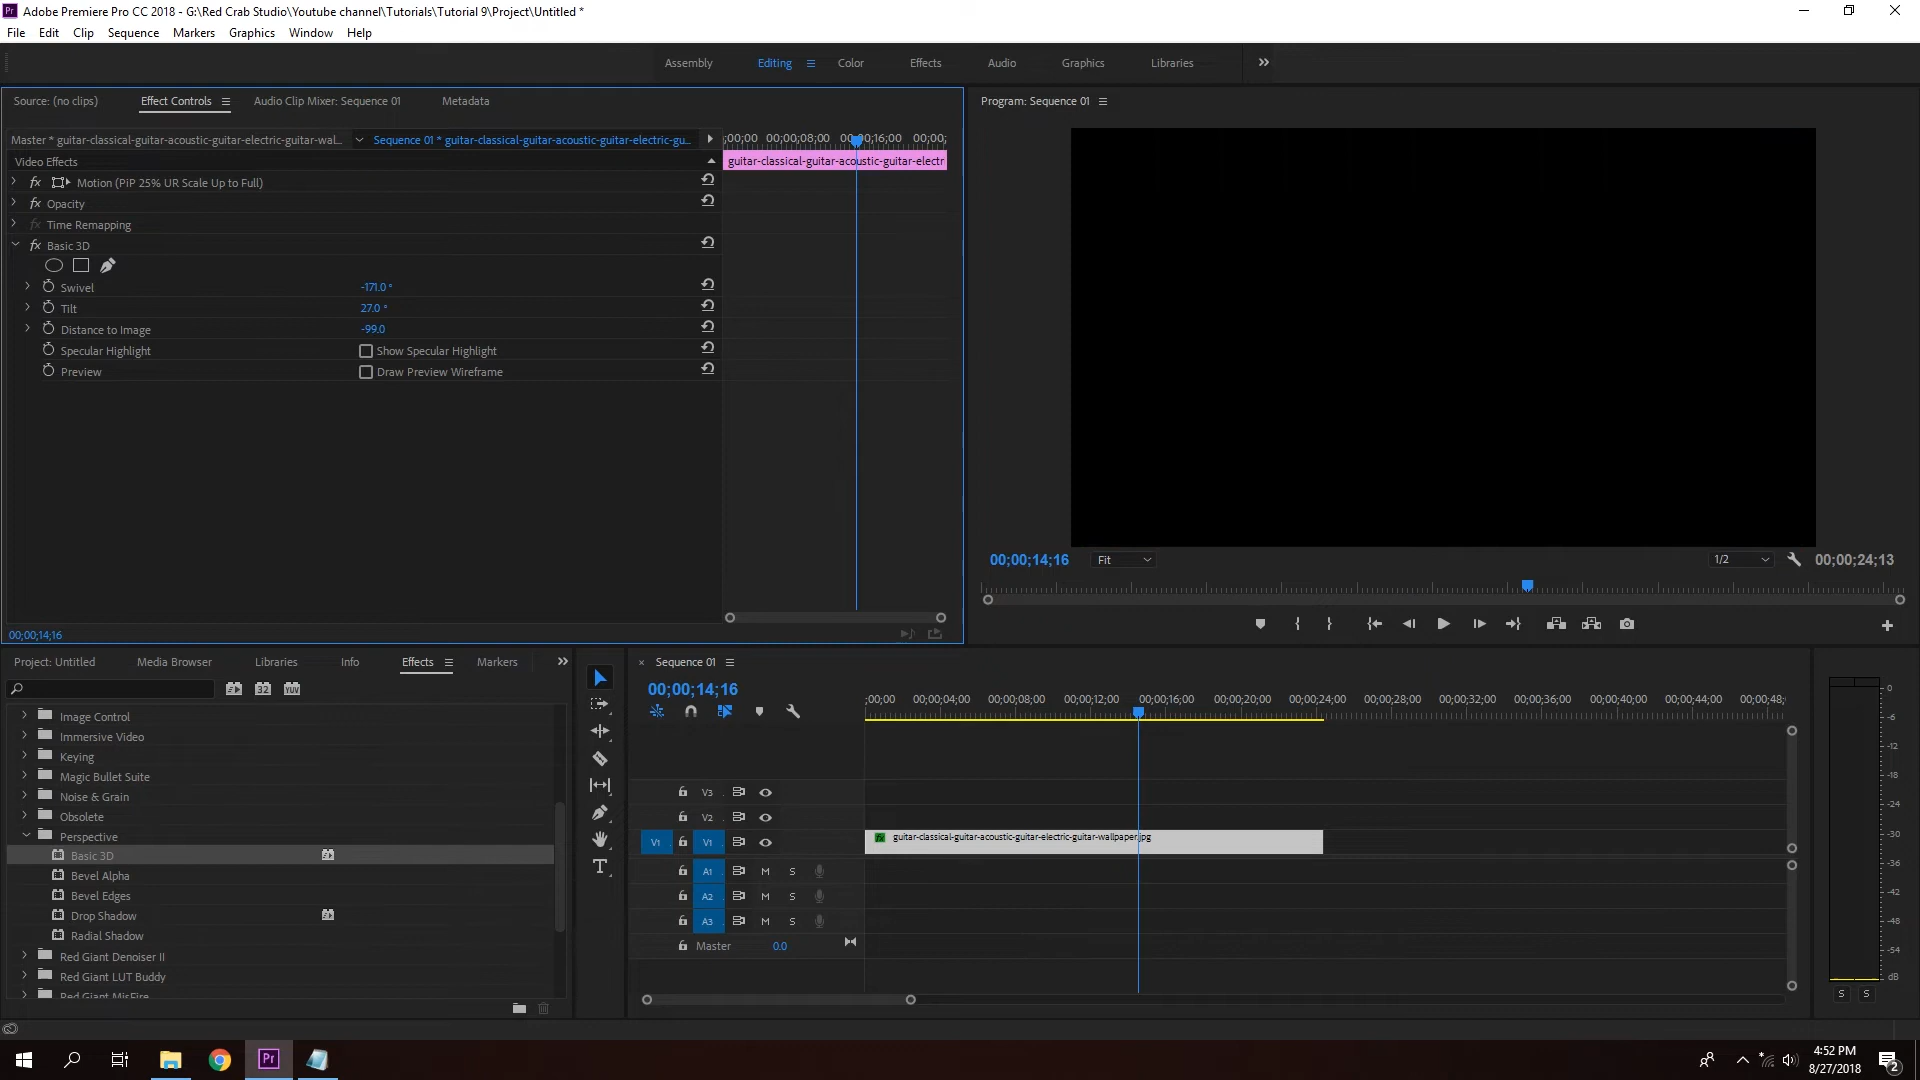 Adobe Premiere Pro CC 2018 - G:\Red Crab Studio\Youtube channel\Tutorials\Tutorial 9\Project\Untitled *
File Edit Clip Sequence Markers Graphics Window Help
Assembly Editing Color Effects Audio Graphics Libraries
Source: (no clips) Effect Controls Audio Clip Mixer: Sequence 01 Metadata
Program: Sequence 01
Master * guitar-classical-guitar-acoustic-guitar-electric-guitar-wal... Sequence 01 * guitar-classical-guitar-acoustic-guitar-electric-gu...
;00;00 00;00;08;00 00;00;16;00 00;00;
Video Effects
guitar-classical-guitar-acoustic-guitar-electr
fx Motion (PiP 25% UR Scale Up to Full)
fx Opacity
fx Time Remapping
fx Basic 3D
Swivel -171.0 °
Tilt 27.0 °
Distance to Image -99.0
Specular Highlight Show Specular Highlight
Preview Draw Preview Wireframe
00;00;14;16 Fit 1/2 00;00;24;13
00;00;14;16
Project: Untitled Media Browser Libraries Info Effects Markers
32 YUV
Image Control
Immersive Video
Keying
Magic Bullet Suite
Noise & Grain
Obsolete
Perspective
Basic 3D
Bevel Alpha
Bevel Edges
Drop Shadow
Radial Shadow
Red Giant Denoiser II
Red Giant LUT Buddy
Red Giant MisFire
T
Sequence 01
00;00;14;16
;00;00 00;00;04;00 00;00;08;00 00;00;12;00 00;00;16;00 00;00;20;00 00;00;24;00 00;00;28;00 00;00;32;00 00;00;36;00 00;00;40;00 00;00;44;00 00;00;48;
V3
V2
V1 V1 fx guitar-classical-guitar-acoustic-guitar-electric-guitar-wallpaper.jpg
A1 M S
A2 M S
A3 M S
Master 0.0
0
-6
-12
-18
-24
-30
-36
-42
-48
-54
dB
S S
Pr
4:52 PM
8/27/2018
2